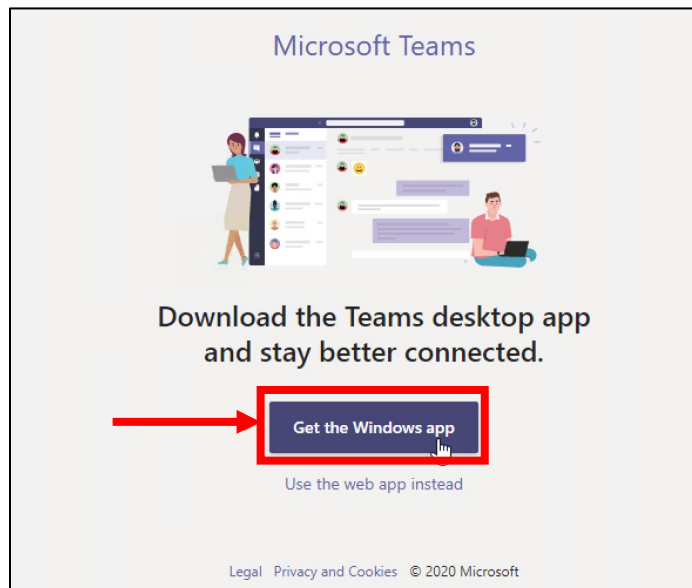 Microsoft Teams
Download the Teams desktop app
and stay better connected.
Get the Windows app
Use the web app instead
Legal Privacy and Cookies © 2020 Microsoft